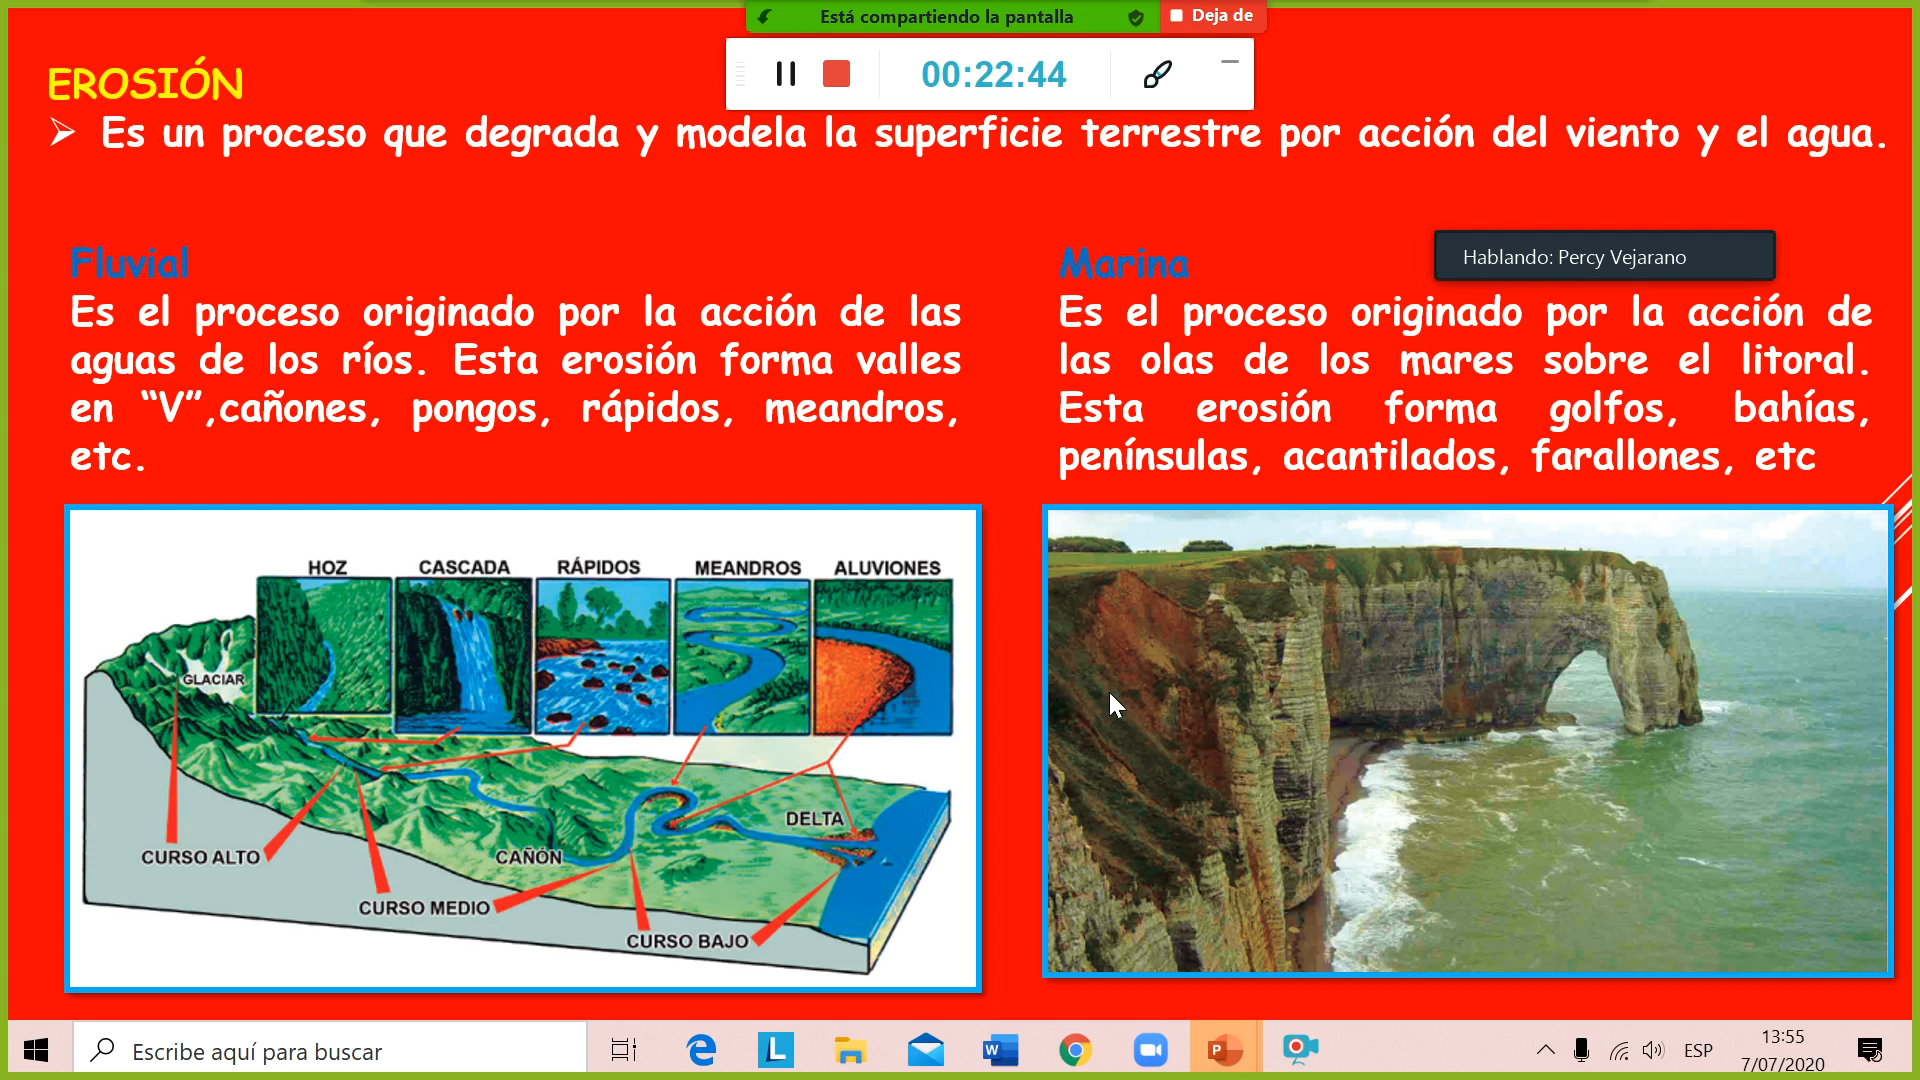 Está compartiendo la pantalla
Deja de
00:22:44
EROSIÓN
Es un proceso que degrada y modela la superficie terrestre por acción del viento y el agua.
Hablando: Percy Vejarano
Fluvial
Es el proceso originado por la acción de las
aguas de los ríos. Esta erosión forma valles
en “V”,cañones, pongos, rápidos, meandros,
etc.
Marina
Es el proceso originado por la acción de
las olas de los mares sobre el litoral.
Esta erosión forma golfos, bahías,
penínsulas, acantilados, farallones, etc
HOZ
CASCADA
RÁPIDOS
MEANDROS
ALUVIONES
GLACIAR
DELTA
CURSO ALTO
CAÑÓN
CURSO MEDIO
CURSO BAJO
Escribe aquí para buscar
ESP
13:55
7/07/2020